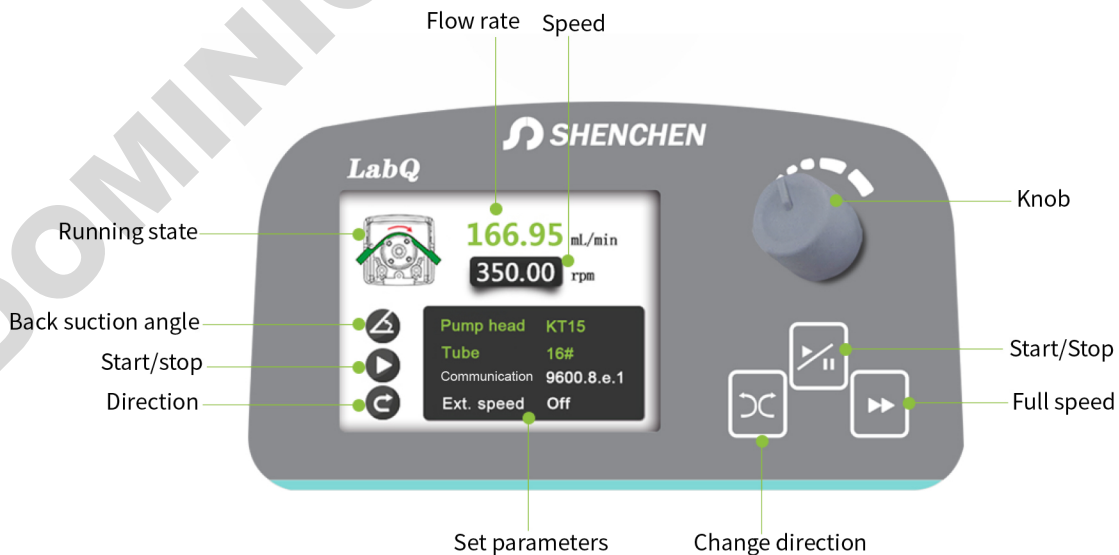 Flow rate
Speed
SHENCHEN
LabQ
Knob
Running state
166.95 mL/min
350.00 rpm
Back suction angle
Pump head KT15
Start/stop
Tube 16#
Start/Stop
Communication 9600.8.e.1
Direction
Ext. speed Off
Full speed
Set parameters
Change direction